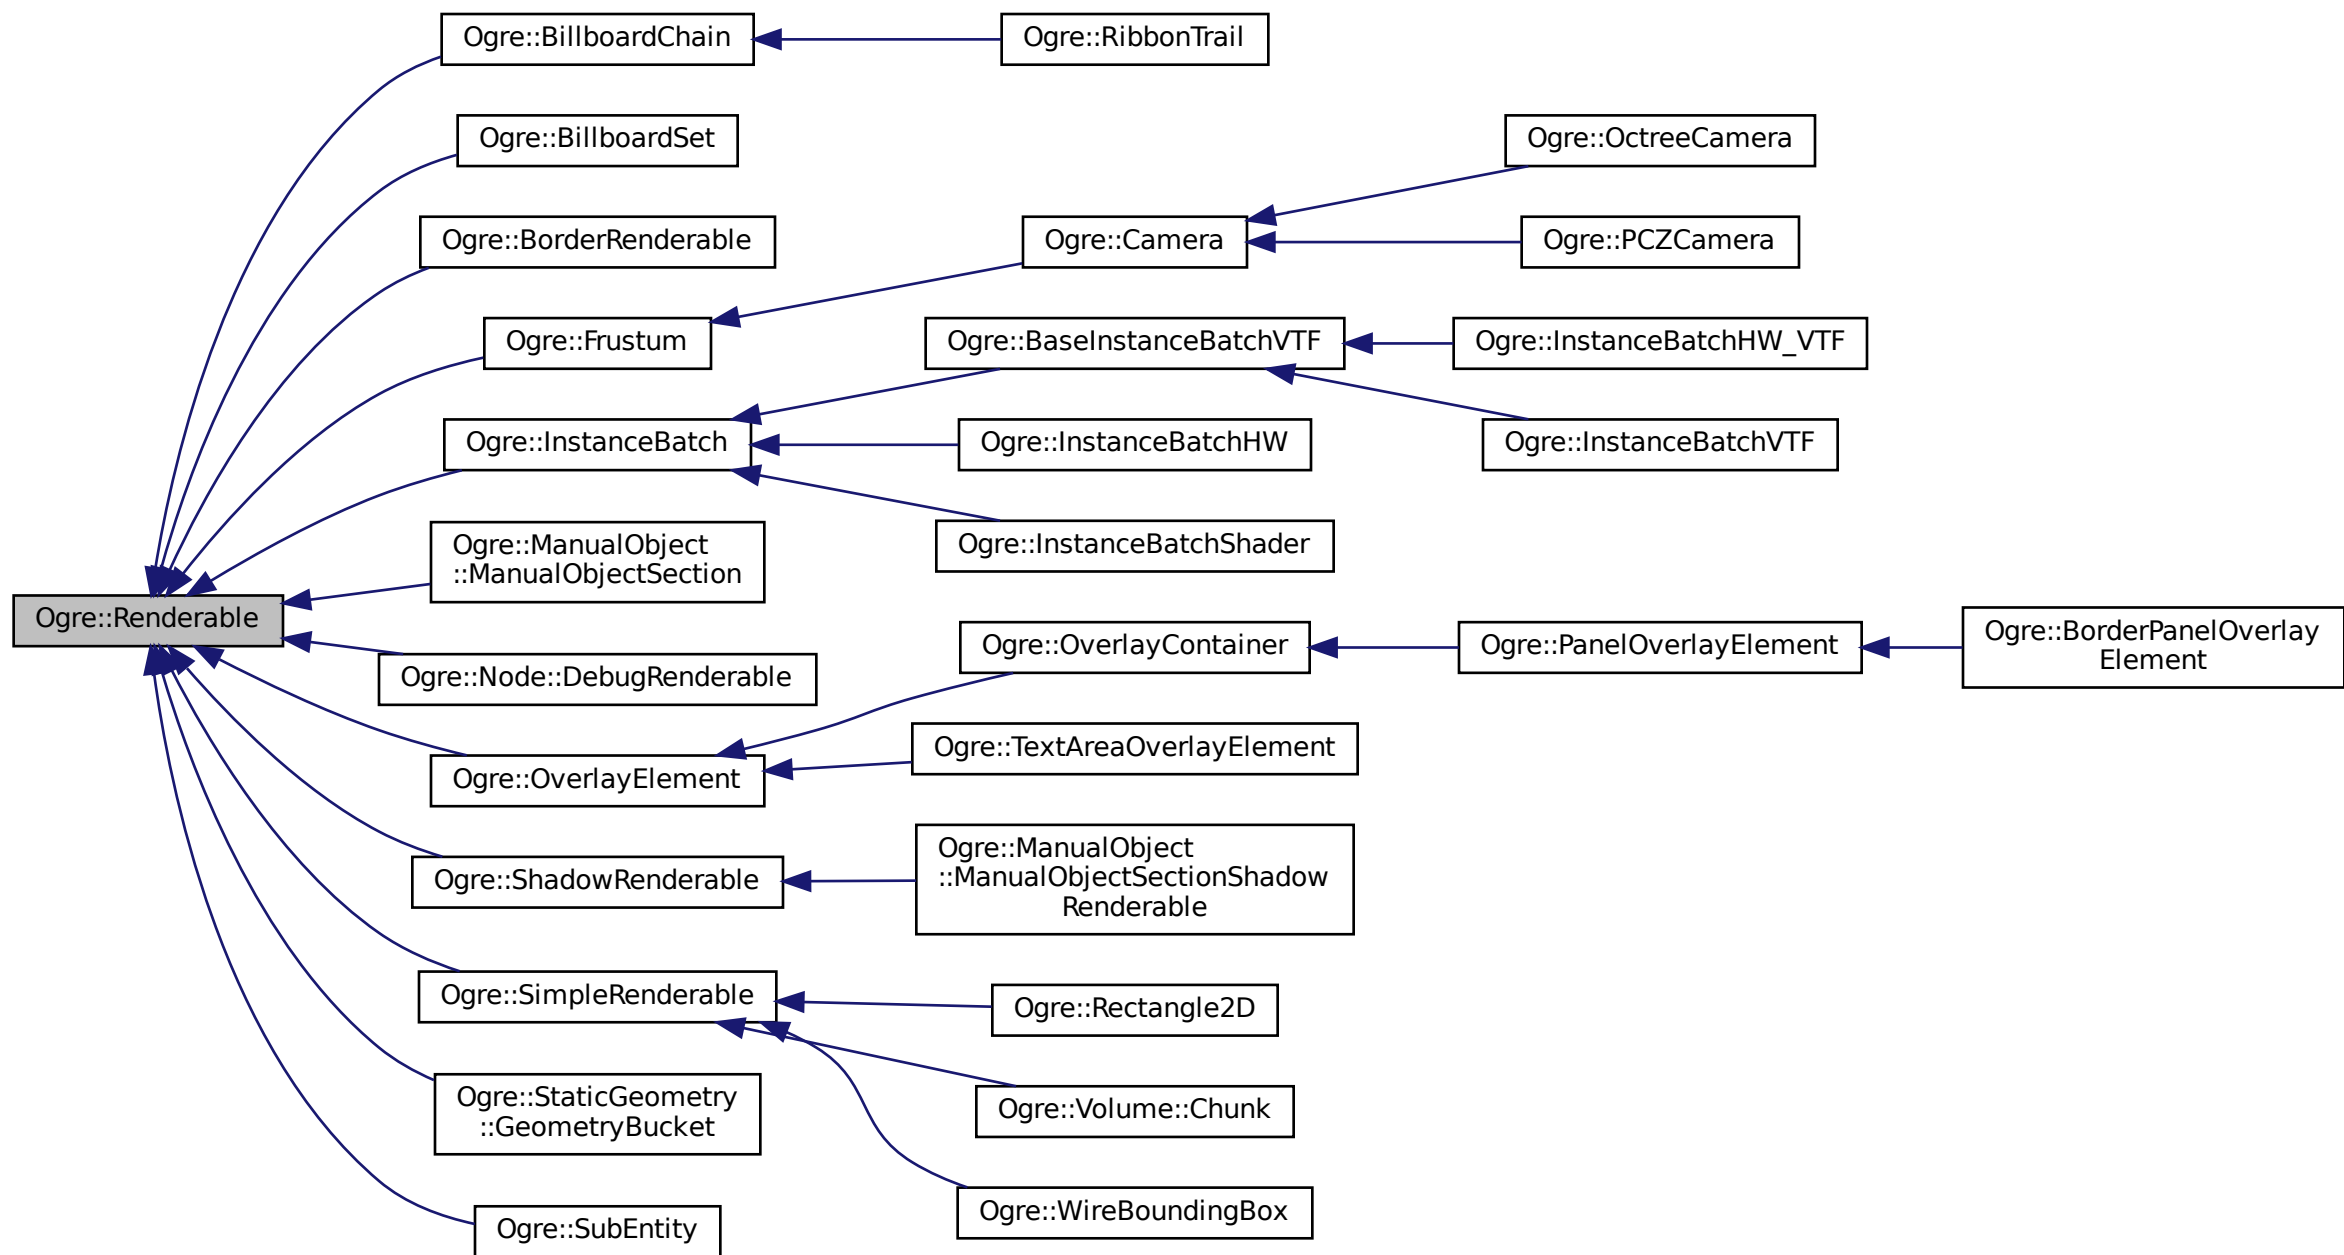 Ogre::BillboardChain
Ogre::RibbonTrail
Ogre::BillboardSet
Ogre::OctreeCamera
Ogre::BorderRenderable
Ogre::Camera
Ogre::PCZCamera
Ogre::Frustum
Ogre::BaseInstanceBatchVTF
Ogre::InstanceBatchHW_VTF
Ogre::InstanceBatch
Ogre::InstanceBatchHW
Ogre::InstanceBatchVTF
Ogre::ManualObject
::ManualObjectSection
Ogre::InstanceBatchShader
Ogre::Renderable
Ogre::Node::DebugRenderable
Ogre::OverlayContainer
Ogre::PanelOverlayElement
Ogre::BorderPanelOverlay
Element
Ogre::OverlayElement
Ogre::TextAreaOverlayElement
Ogre::ShadowRenderable
Ogre::ManualObject
::ManualObjectSectionShadow
Renderable
Ogre::SimpleRenderable
Ogre::Rectangle2D
Ogre::StaticGeometry
::GeometryBucket
Ogre::Volume::Chunk
Ogre::SubEntity
Ogre::WireBoundingBox